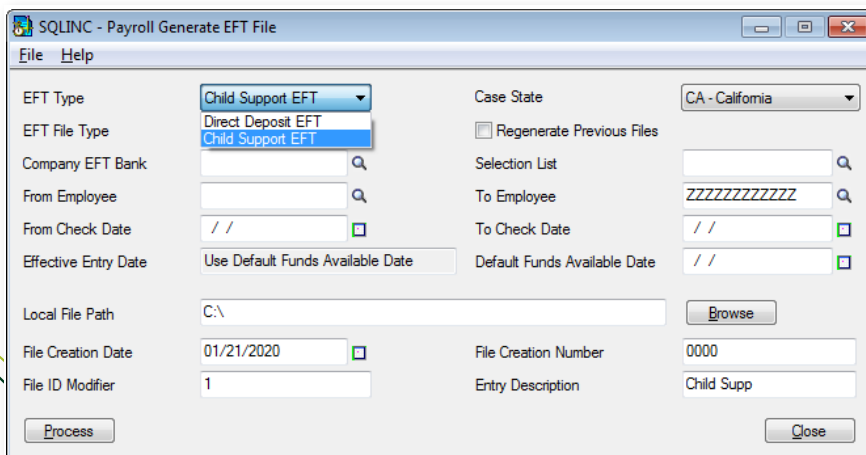 SQLINC - Payroll Generate EFT File
File Help
EFT Type Child Support EFT Case State CA - California
Direct Deposit EFT
EFT File Type Child Support EFT Regenerate Previous Files
Company EFT Bank Selection List
From Employee To Employee ZZZZZZZZZZZZ
From Check Date / / To Check Date / /
Effective Entry Date Use Default Funds Available Date Default Funds Available Date / /
Local File Path C:\ Browse
File Creation Date 01/21/2020 File Creation Number 0000
File ID Modifier 1 Entry Description Child Supp
Process Close